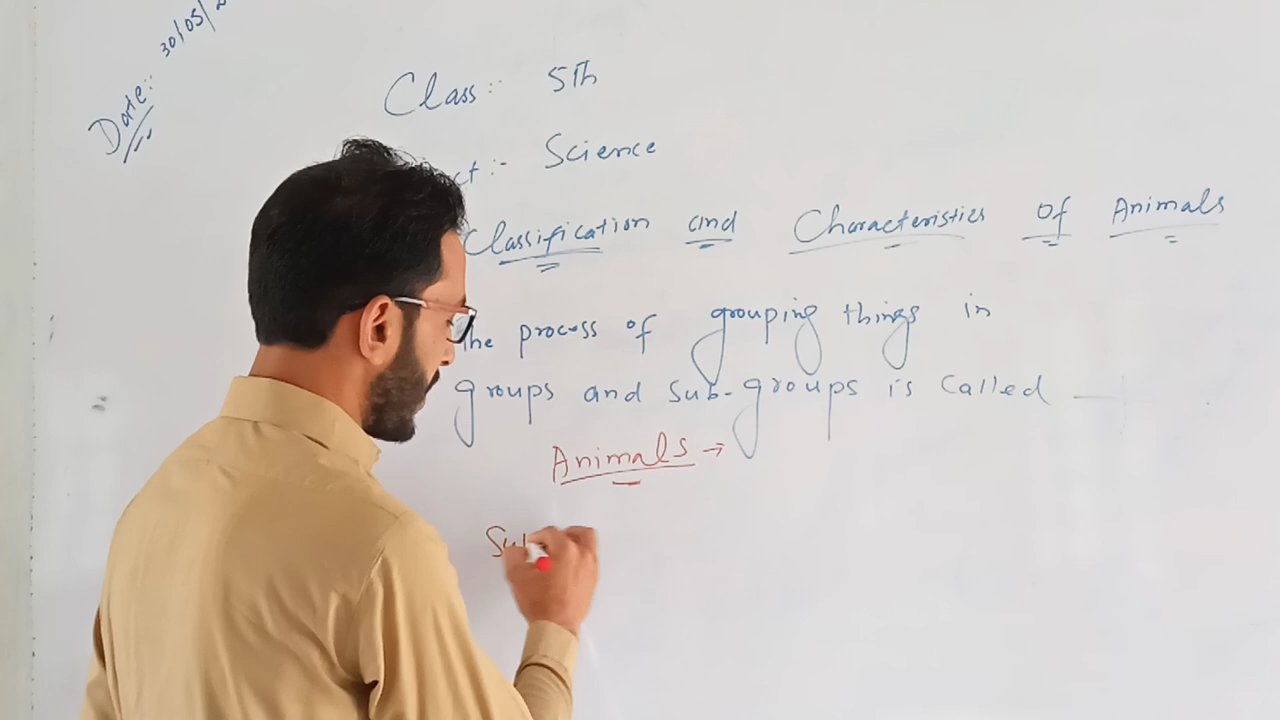 Date:: 30/05/
Class:: 5Th
ct:- Science
Classification and Characteristics Of Animals
The process of grouping things in
groups and sub-groups is called
Animals →
Sub